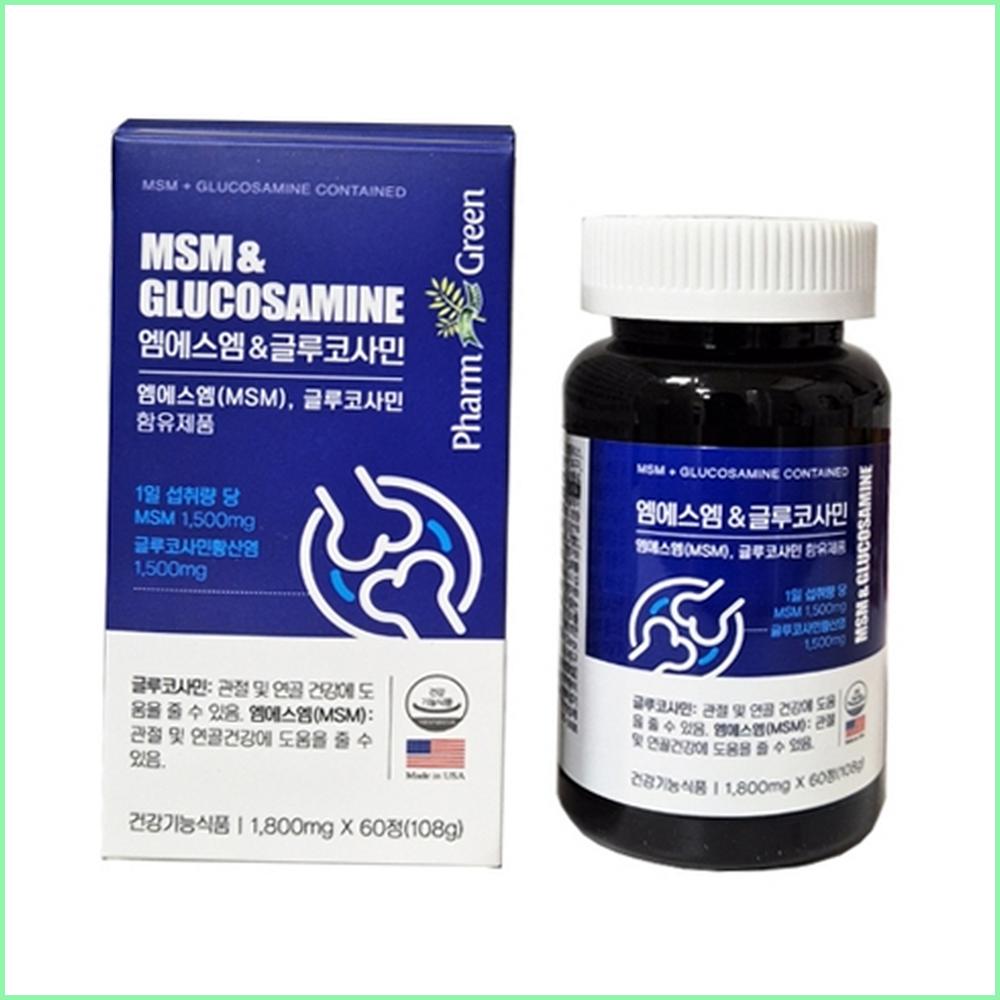 MSM + GLUCOSAMINE CONTAINED
MSM &
GLUCOSAMINE
엠에스엠 & 글루코사민
엠에스엠(MSM), 글루코사민
함유제품
Pharm Green
1일 섭취량 당
MSM 1,500mg
글루코사민황산염
1,500mg
글루코사민: 관절 및 연골 건강에 도
움을 줄 수 있음. 엠에스엠(MSM):
관절 및 연골건강에 도움을 줄 수
있음.
건강
기능식품
Made in USA
건강기능식품 | 1,800mg X 60정(108g)
MSM + GLUCOSAMINE CONTAINED
엠에스엠 & 글루코사민
엠에스엠(MSM), 글루코사민 함유제품
MSM & GLUCOSAMINE
1일 섭취량 당
MSM 1,500mg
글루코사민황산염
1,500mg
글루코사민: 관절 및 연골 건강에 도움
을 줄 수 있음. 엠에스엠(MSM): 관절
및 연골건강에 도움을 줄 수 있음.
건강기능식품 | 1,800mg X 60정(108g)